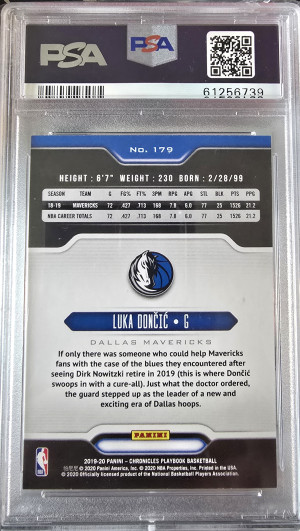 PSA
PSA
61256739
No. 179
HEIGHT: 6'7" WEIGHT: 230 BORN: 2/28/99
SEASON TEAM G FG% FT% 3PM RPG APG STL BLK PTS PPG
18-19 MAVERICKS 72 .427 .713 168 7.8 6.0 77 25 1526 21.2
NBA CAREER TOTALS 72 .427 .713 168 7.8 6.0 77 25 1526 21.2
LUKA DONČIĆ • G
DALLAS MAVERICKS
If only there was someone who could help Mavericks
fans with the case of the blues they encountered after
seeing Dirk Nowitzki retire in 2019 (this is where Dončić
swoops in with a cure-all). Just what the doctor ordered,
the guard stepped up as the leader of a new and
exciting era of Dallas hoops.
PANINI
2019-20 PANINI – CHRONICLES PLAYBOOK BASKETBALL
© 2020 Panini America, Inc. © 2020 NBA Properties, Inc. Printed in the USA.
© 2020 Officially licensed product of the National Basketball Players Association.